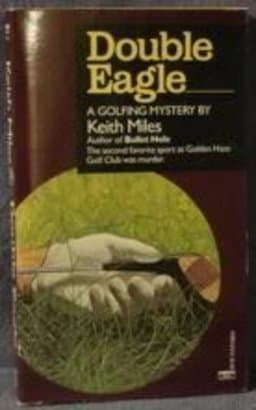 Double
Eagle
A GOLFING MYSTERY BY
Keith Miles
Author of Bullet Hole
The second favorite sport at Golden Haze
Golf Club was murder.